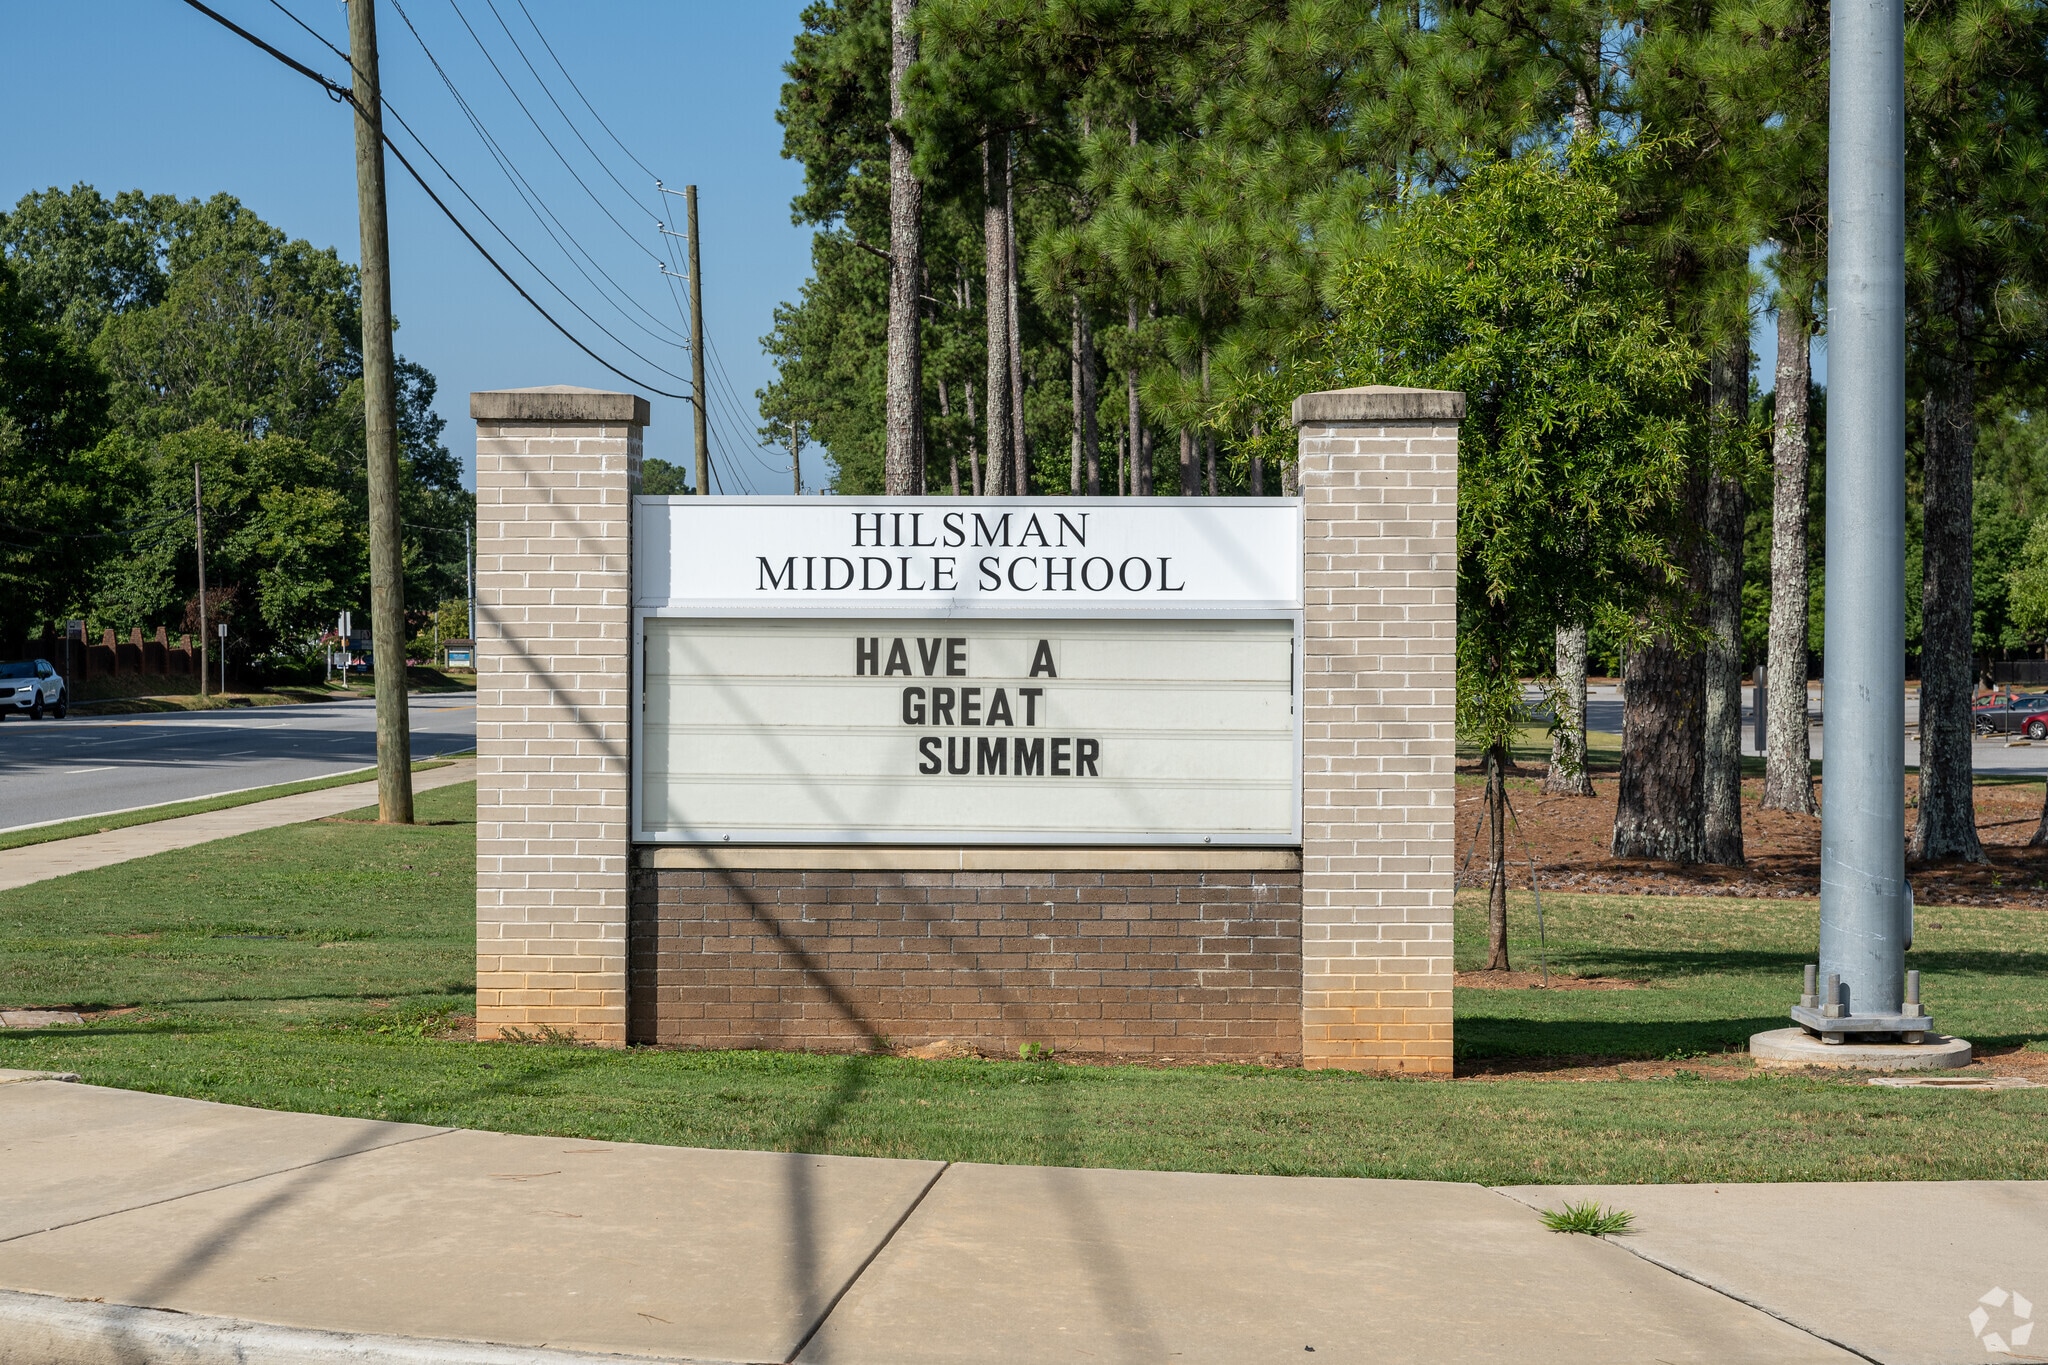 HILSMAN
MIDDLE SCHOOL
HAVE A
GREAT
SUMMER